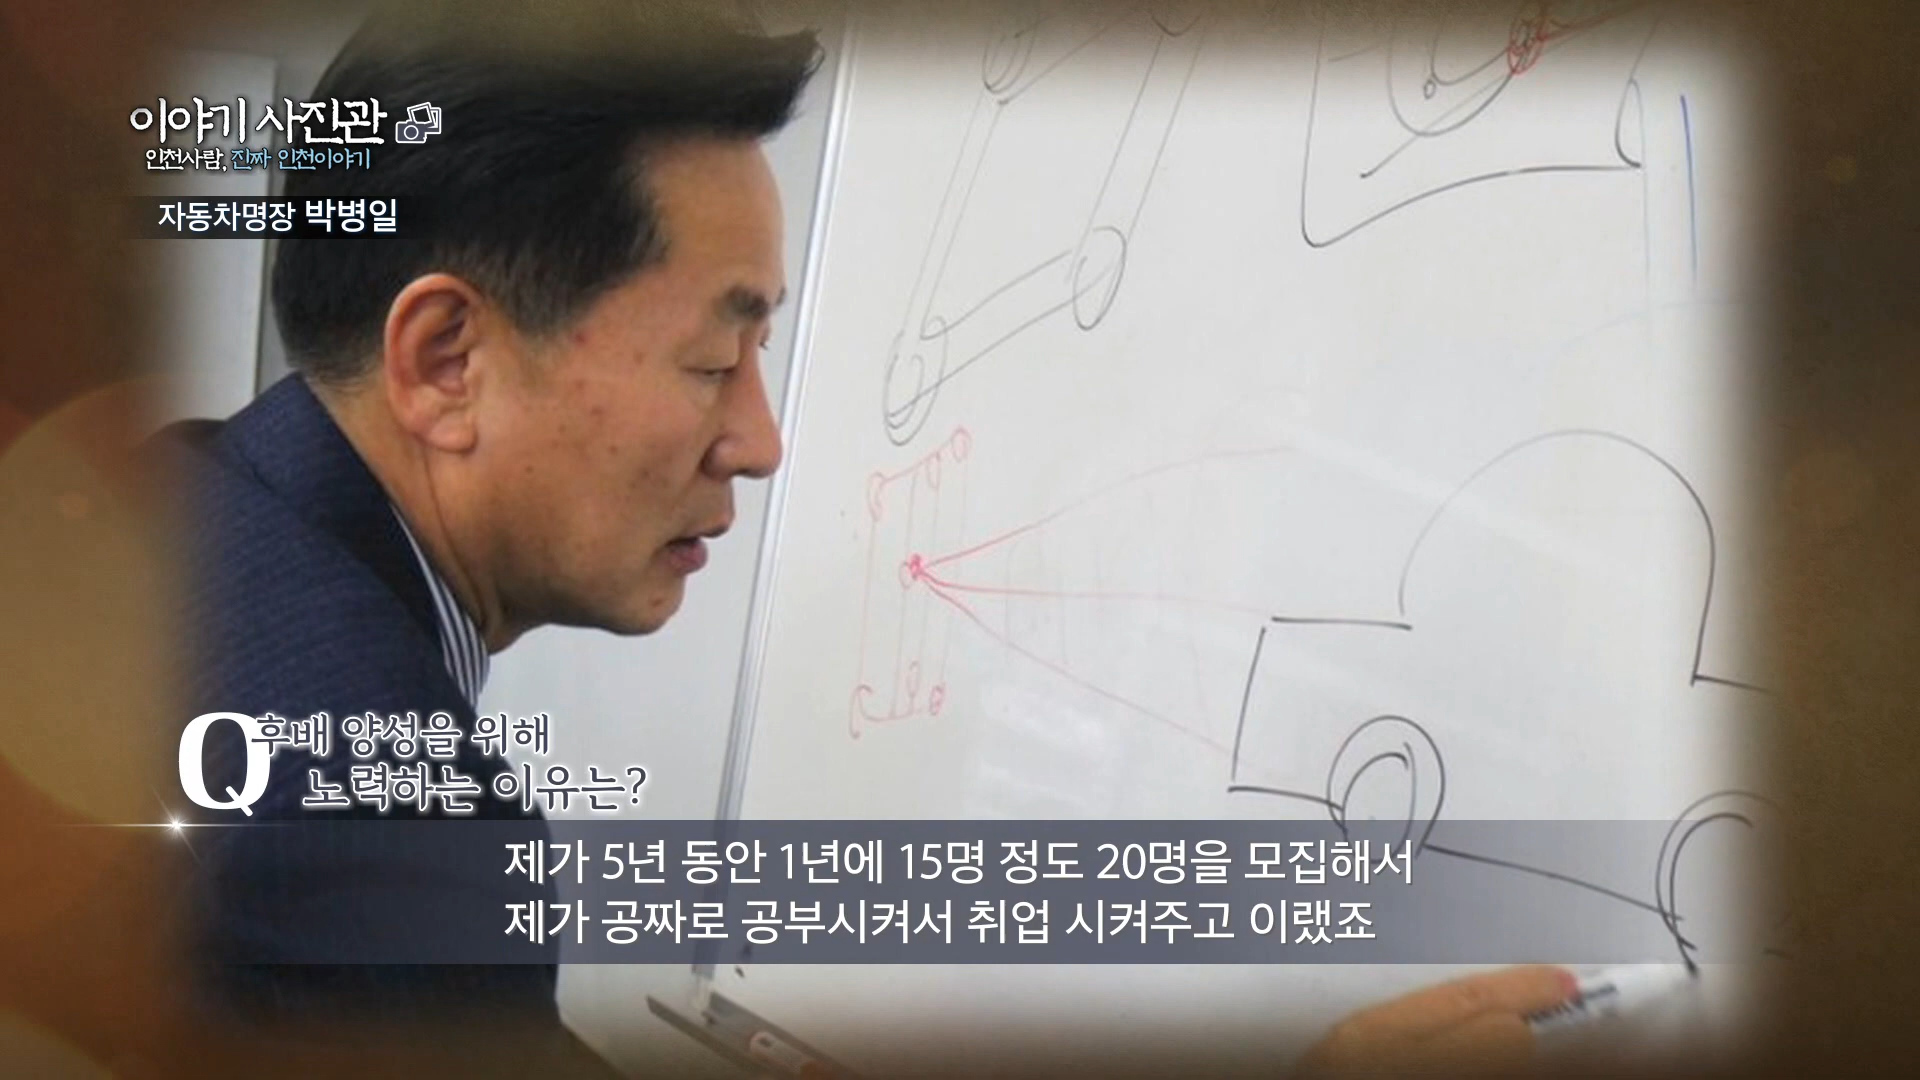 이야기 사진관
인천사람, 진짜 인천이야기
자동차명장 박병일
Q 후배 양성을 위해
노력하는 이유는?
제가 5년 동안 1년에 15명 정도 20명을 모집해서
제가 공짜로 공부시켜서 취업 시켜주고 이랬죠